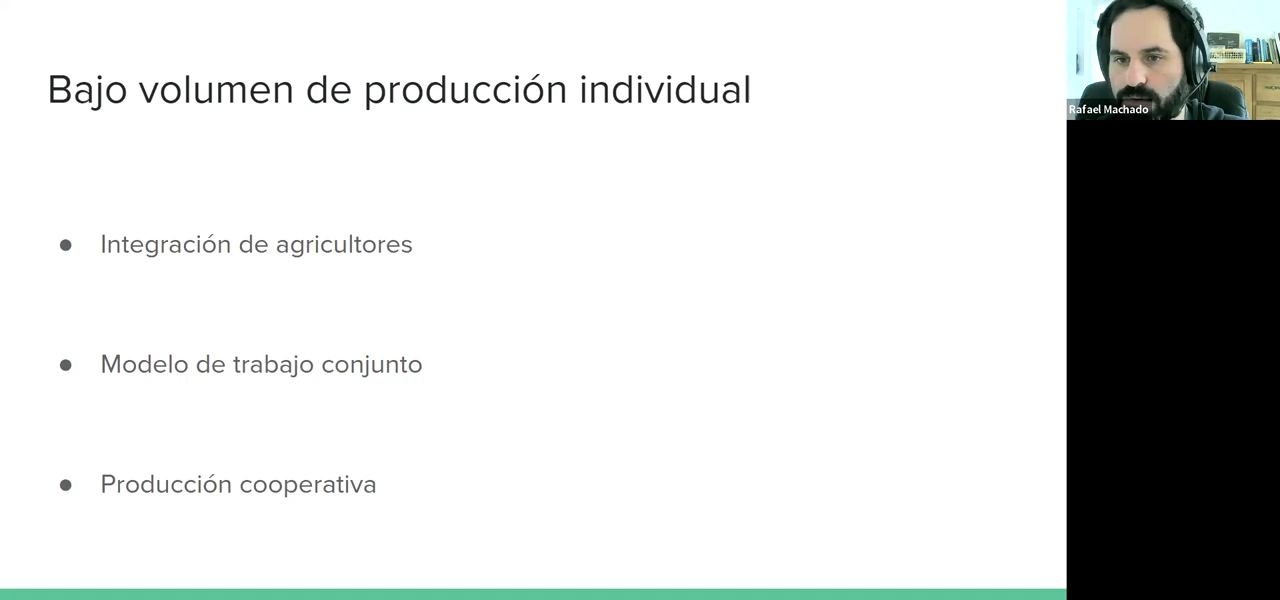 Bajo volumen de producción individual
Rafael Machado
● Integración de agricultores
● Modelo de trabajo conjunto
● Producción cooperativa